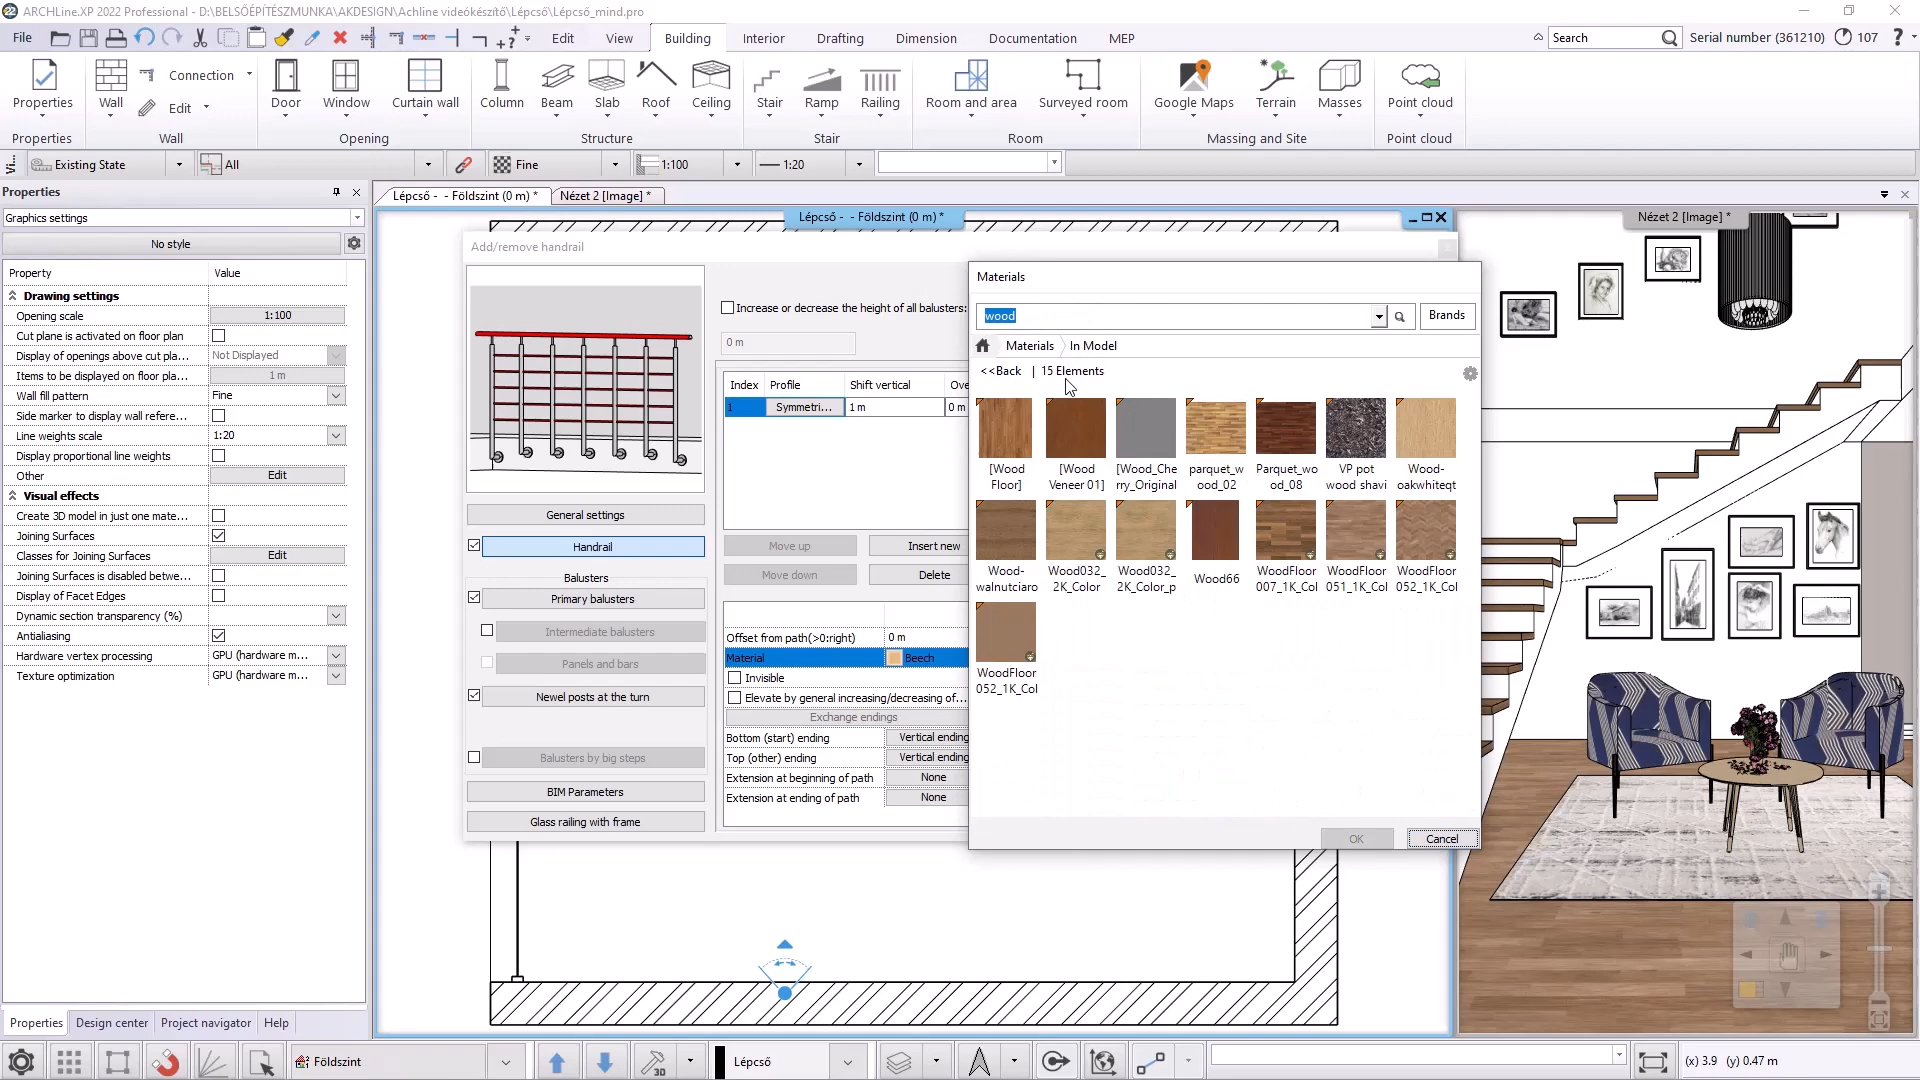 ARCHLine.XP 2022 Professional - D:\BELSŐÉPÍTÉSZMUNKA\AKDESIGN\Achline videókészítő\Lépcső\Lépcső_mind.pro
File Edit View Building Interior Drafting Dimension Documentation MEP Search Serial number (361210) 107 ?
Properties Wall Connection Edit Door Window Curtain wall Column Beam Slab Roof Ceiling Stair Ramp Railing Room and area Surveyed room Google Maps Terrain Masses Point cloud
Properties Wall Opening Structure Stair Room Massing and Site Point cloud
Existing State All Fine 1:100 1:20
Properties
Graphics settings
No style
Property Value
Drawing settings
Opening scale 1:100
Cut plane is activated on floor plan
Display of openings above cut pla... Not Displayed
Items to be displayed on floor pla... 1 m
Wall fill pattern Fine
Side marker to display wall refere...
Line weights scale 1:20
Display proportional line weights
Other Edit
Visual effects
Create 3D model in just one mate...
Joining Surfaces
Classes for Joining Surfaces Edit
Joining Surfaces is disabled betwe...
Display of Facet Edges
Dynamic section transparency (%)
Antialiasing
Hardware vertex processing GPU (hardware m...
Texture optimization GPU (hardware m...
Lépcső - - Földszint (0 m) * Nézet 2 [Image] *
Lépcső - - Földszint (0 m) *
Nézet 2 [Image] *
Add/remove handrail
General settings
Handrail
Balusters
Primary balusters
Intermediate balusters
Panels and bars
Newel posts at the turn
Balusters by big steps
BIM Parameters
Glass railing with frame
Increase or decrease the height of all balusters:
0 m
Index Profile Shift vertical Ove
1 Symmetri... 1 m 0 m
Move up Insert new
Move down Delete
Offset from path(>0:right) 0 m
Material Beech
Invisible
Elevate by general increasing/decreasing of...
Exchange endings
Bottom (start) ending Vertical ending
Top (other) ending Vertical ending
Extension at beginning of path None
Extension at ending of path None
Materials
wood Brands
Materials In Model
<<Back | 15 Elements
[Wood Floor]
[Wood Veneer 01]
[Wood_Cherry_Original
parquet_wood_02
Parquet_wood_08
VP pot wood shavi
Wood-oakwhiteqt
Wood-walnutciaro
Wood032_2K_Color
Wood032_2K_Color_p
Wood66
WoodFloor007_1K_Col
WoodFloor051_1K_Col
WoodFloor052_1K_Col
WoodFloor052_1K_Col
OK Cancel
Properties Design center Project navigator Help
Földszint 3D Lépcső (x) 3.9 (y) 0.47 m